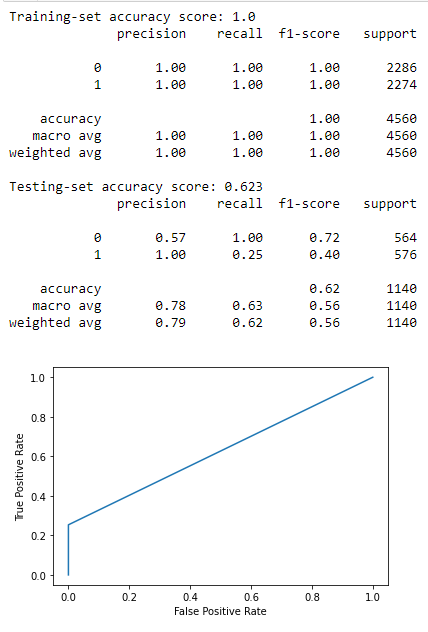 Training-set accuracy score: 1.0
precision recall f1-score support
0 1.00 1.00 1.00 2286
1 1.00 1.00 1.00 2274
accuracy 1.00 4560
macro avg 1.00 1.00 1.00 4560
weighted avg 1.00 1.00 1.00 4560
Testing-set accuracy score: 0.623
precision recall f1-score support
0 0.57 1.00 0.72 564
1 1.00 0.25 0.40 576
accuracy 0.62 1140
macro avg 0.78 0.63 0.56 1140
weighted avg 0.79 0.62 0.56 1140
1.0
0.8
0.6
0.4
0.2
0.0
True Positive Rate
0.0 0.2 0.4 0.6 0.8 1.0
False Positive Rate